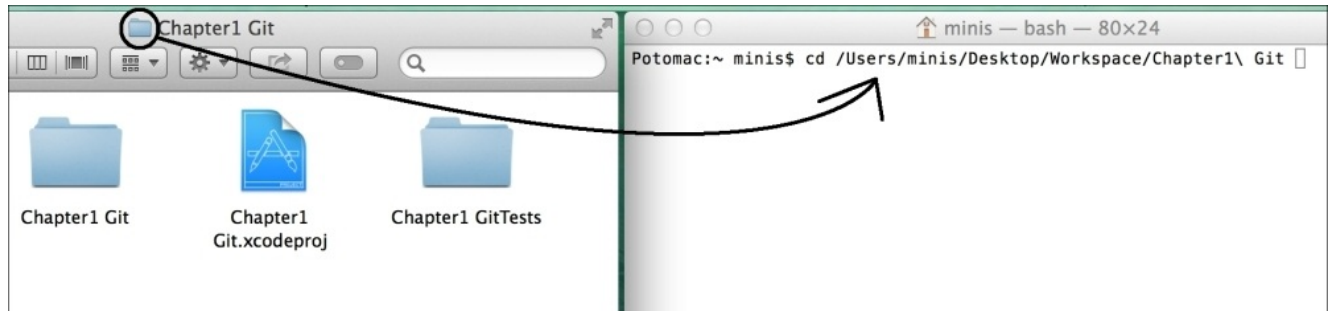 Chapter1 Git
minis — bash — 80×24
Potomac:~ minis$ cd /Users/minis/Desktop/Workspace/Chapter1\ Git
Chapter1 Git
Chapter1
Git.xcodeproj
Chapter1 GitTests
PROJECT